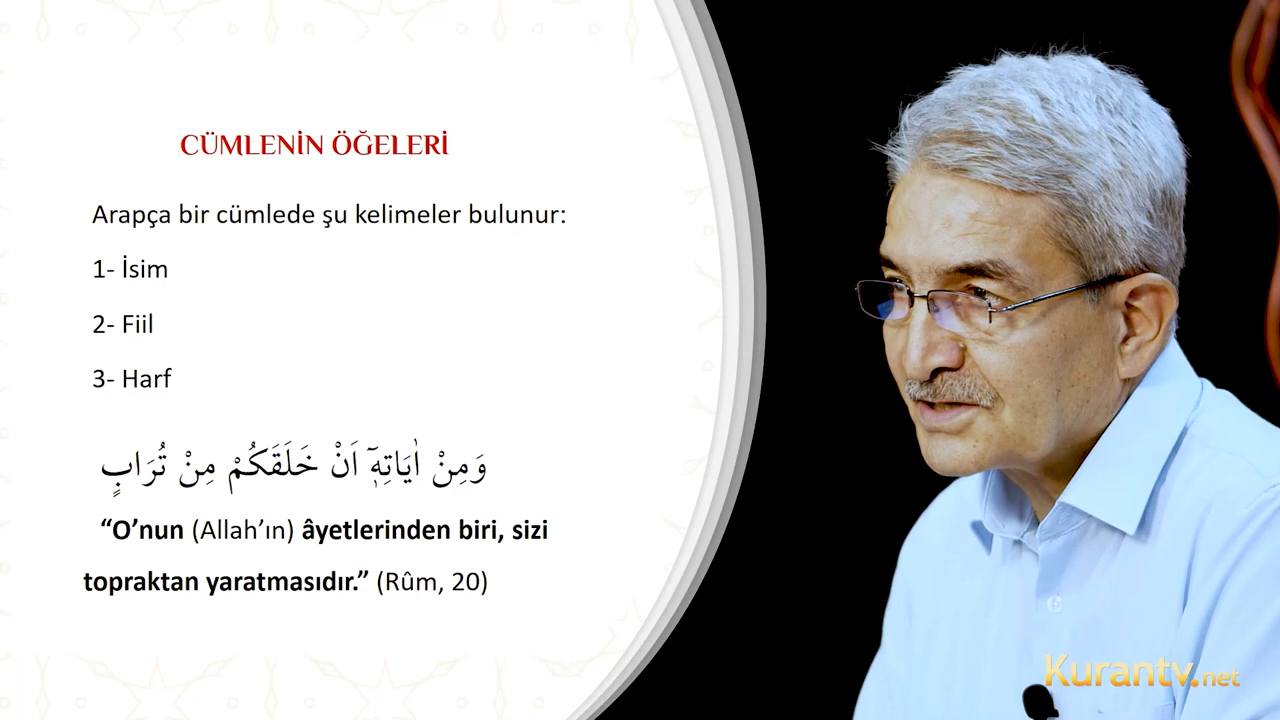 CÜMLENİN ÖĞELERİ
Arapça bir cümlede şu kelimeler bulunur:
1- İsim
2- Fiil
3- Harf
وَمِنْ اٰيَاتِه۪ٓ اَنْ خَلَقَكُمْ مِنْ تُرَابٍ
“O’nun (Allah’ın) âyetlerinden biri, sizi
topraktan yaratmasıdır.” (Rûm, 20)
Kurantv.net